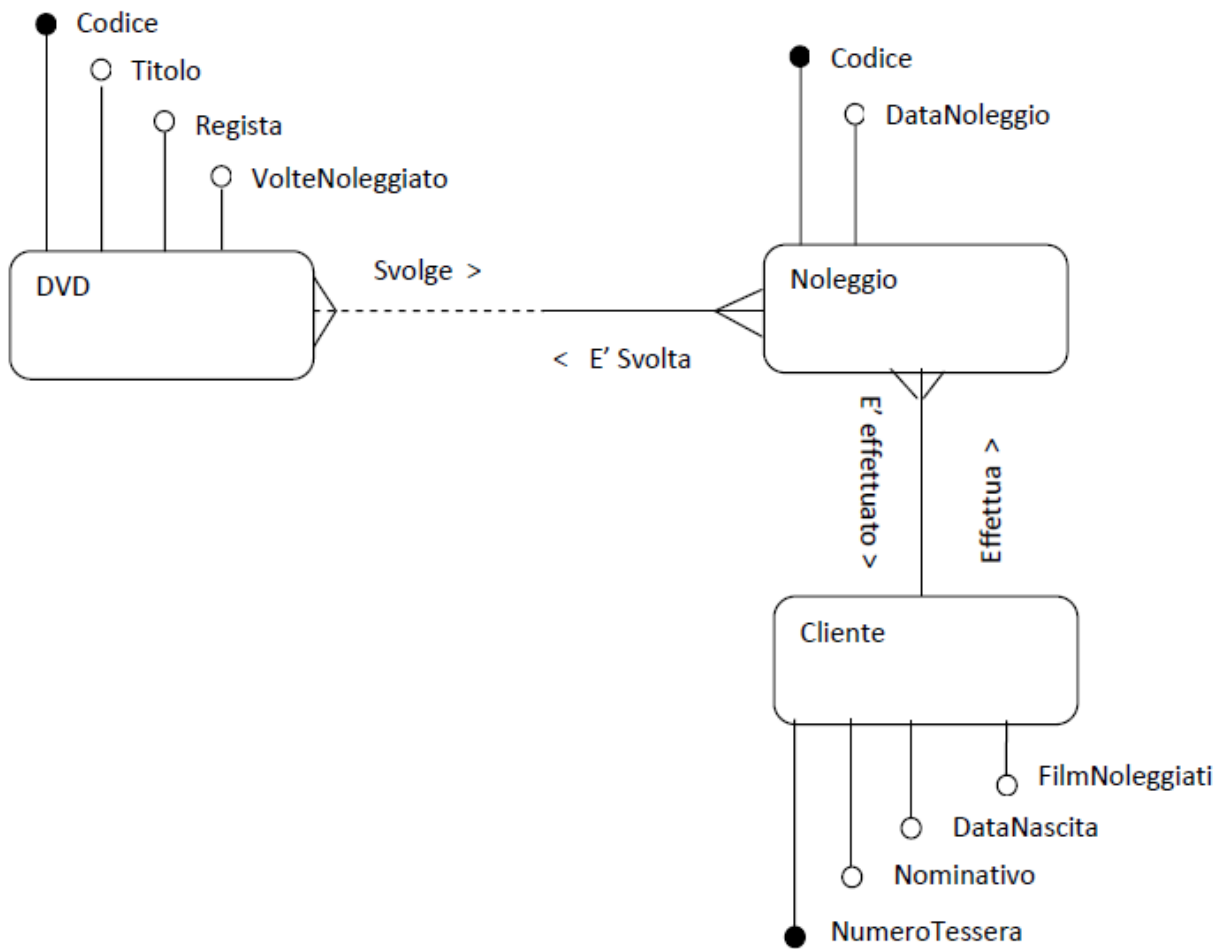 Codice
Titolo
Regista
VolteNoleggiato
DVD
Svolge >
< E' Svolta
Codice
DataNoleggio
Noleggio
E' effettuato >
Effettua >
Cliente
FilmNoleggiati
DataNascita
Nominativo
NumeroTessera